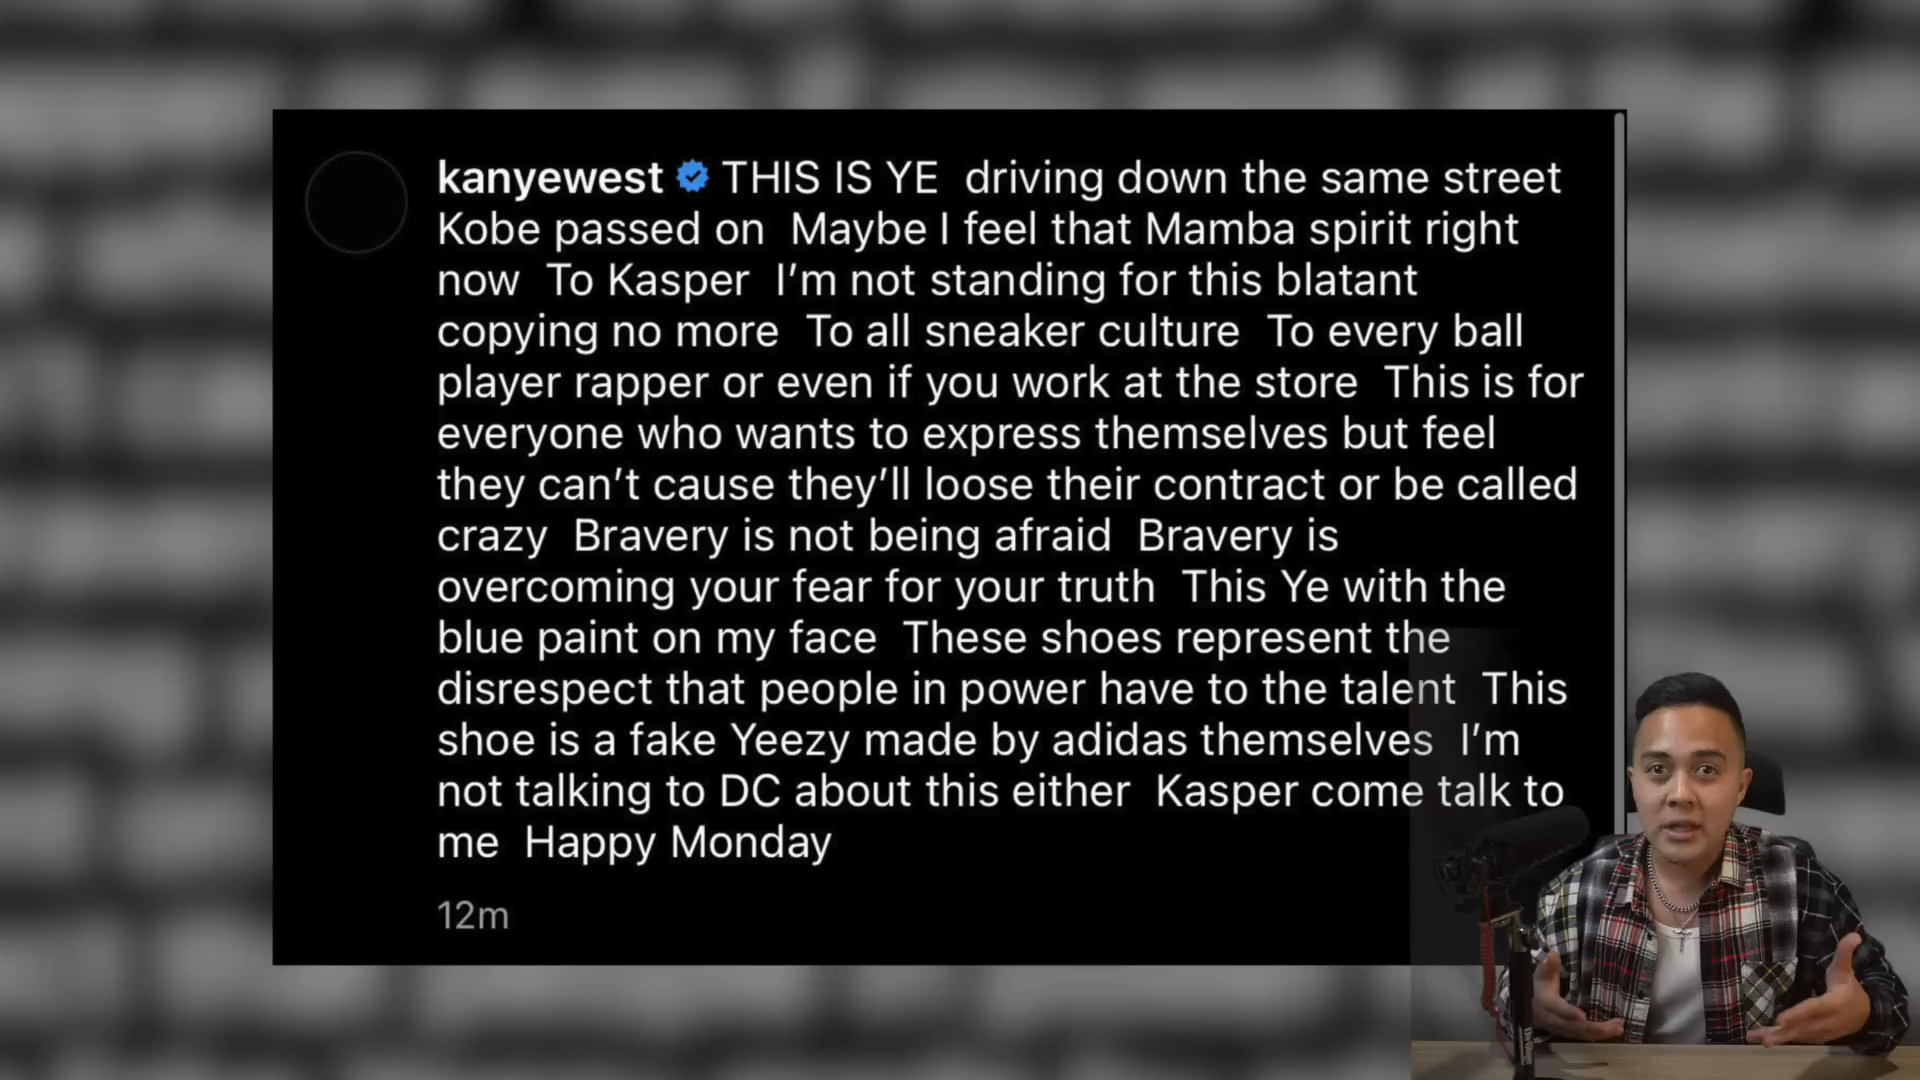 kanyewest THIS IS YE driving down the same street
Kobe passed on Maybe I feel that Mamba spirit right
now To Kasper I'm not standing for this blatant
copying no more To all sneaker culture To every ball
player rapper or even if you work at the store This is for
everyone who wants to express themselves but feel
they can't cause they'll loose their contract or be called
crazy Bravery is not being afraid Bravery is
overcoming your fear for your truth This Ye with the
blue paint on my face These shoes represent the
disrespect that people in power have to the talent This
shoe is a fake Yeezy made by adidas themselves I'm
not talking to DC about this either Kasper come talk to
me Happy Monday
12m